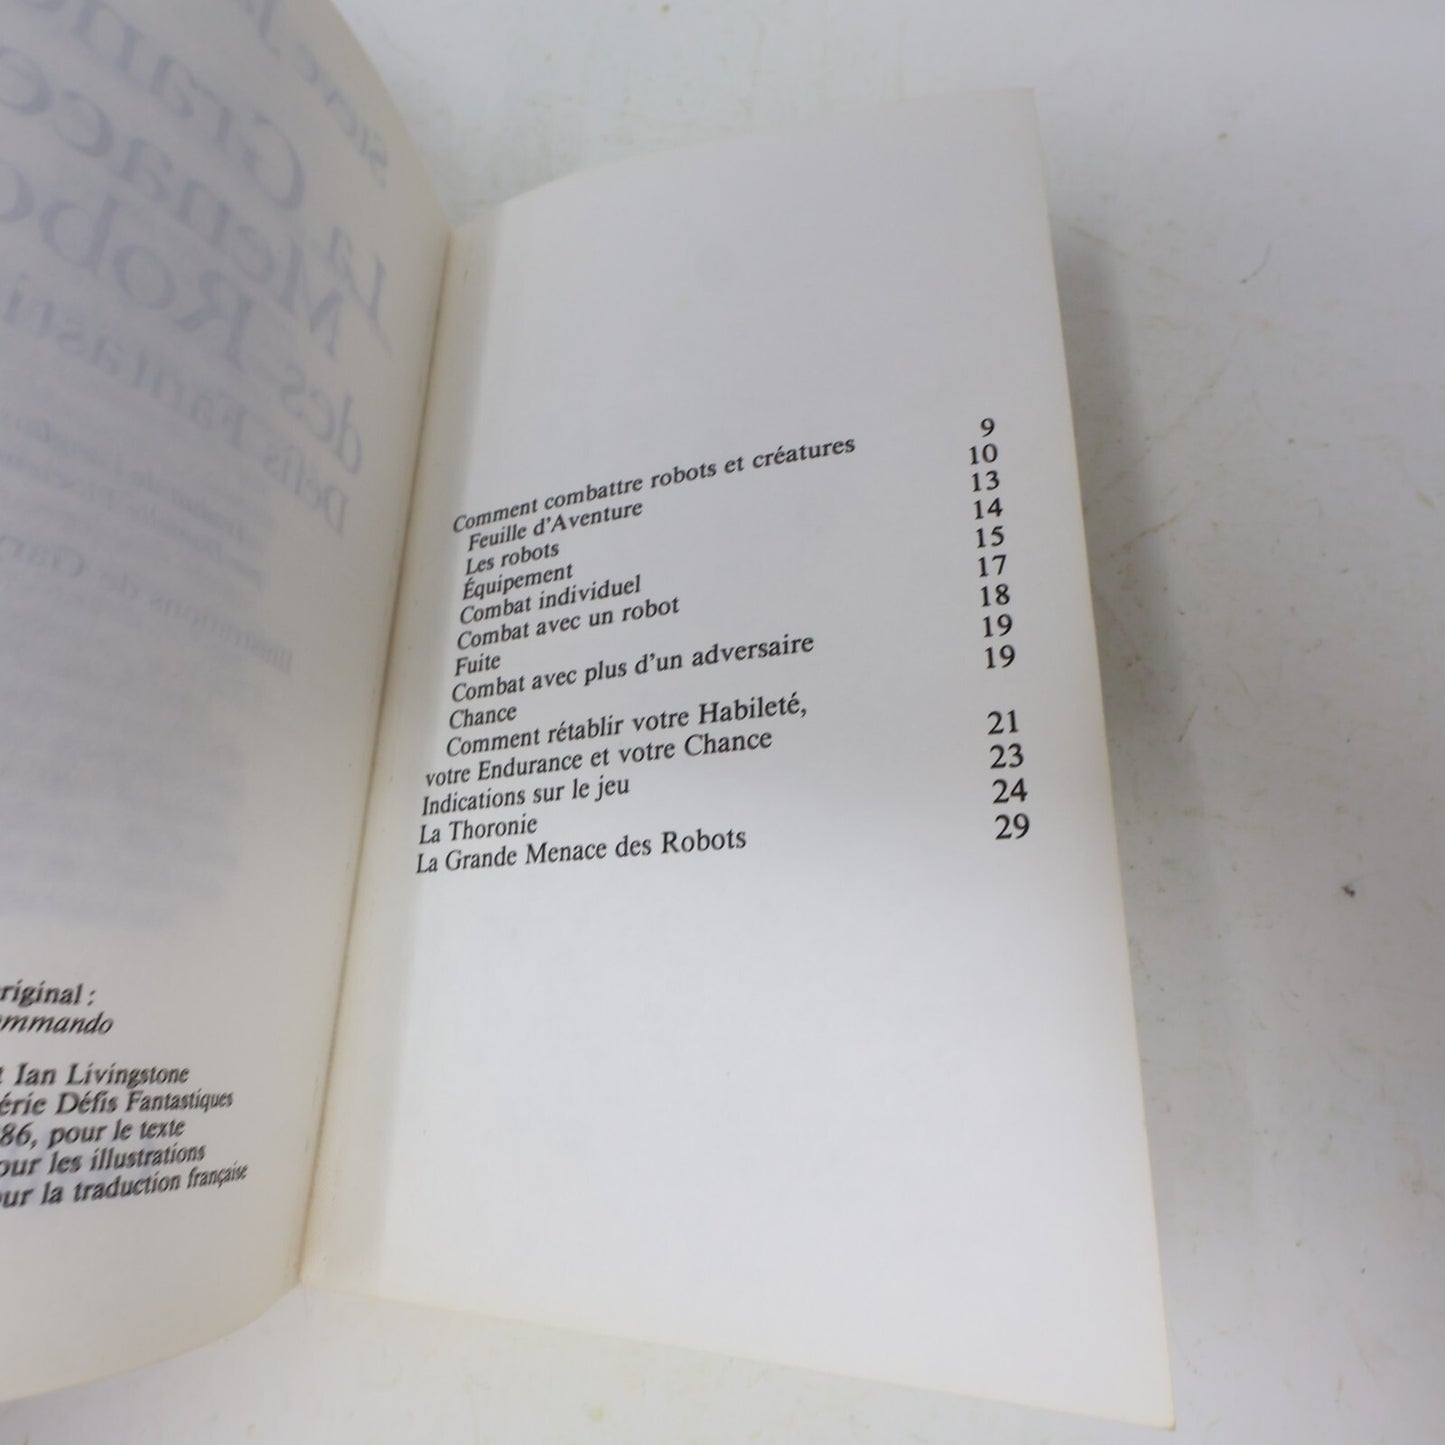 riginal :
ommando
t Ian Livingstone
érie Défis Fantastiques
86, pour le texte
our les illustrations
ur la traduction française
Comment combattre robots et créatures 9
Feuille d'Aventure 10
Les robots 13
Équipement 14
Combat individuel 15
Combat avec un robot 17
Fuite 18
Combat avec plus d'un adversaire 19
Chance 19
Comment rétablir votre Habileté,
votre Endurance et votre Chance 21
Indications sur le jeu 23
La Thoronie 24
La Grande Menace des Robots 29